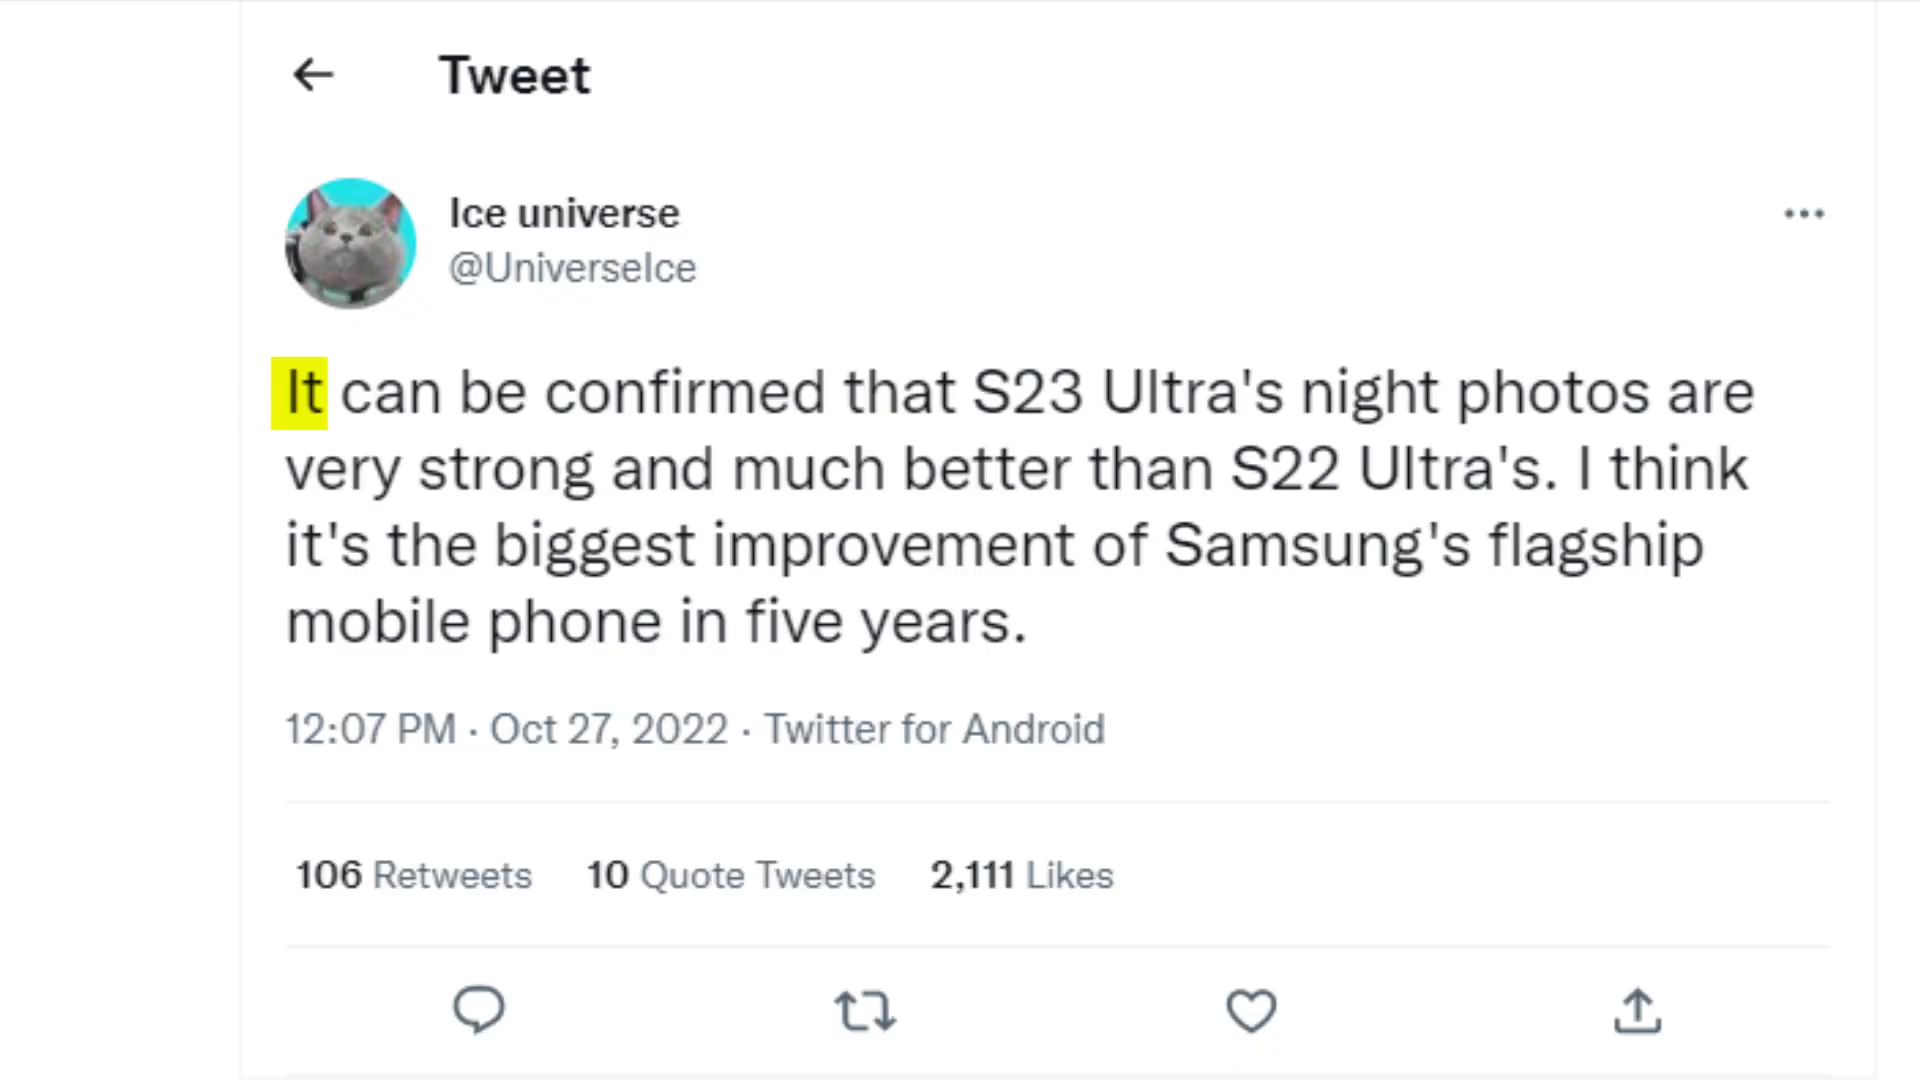 Tweet
Ice universe
@UniverseIce
It can be confirmed that S23 Ultra's night photos are
very strong and much better than S22 Ultra's. I think
it's the biggest improvement of Samsung's flagship
mobile phone in five years.
12:07 PM · Oct 27, 2022 · Twitter for Android
106 Retweets 10 Quote Tweets 2,111 Likes